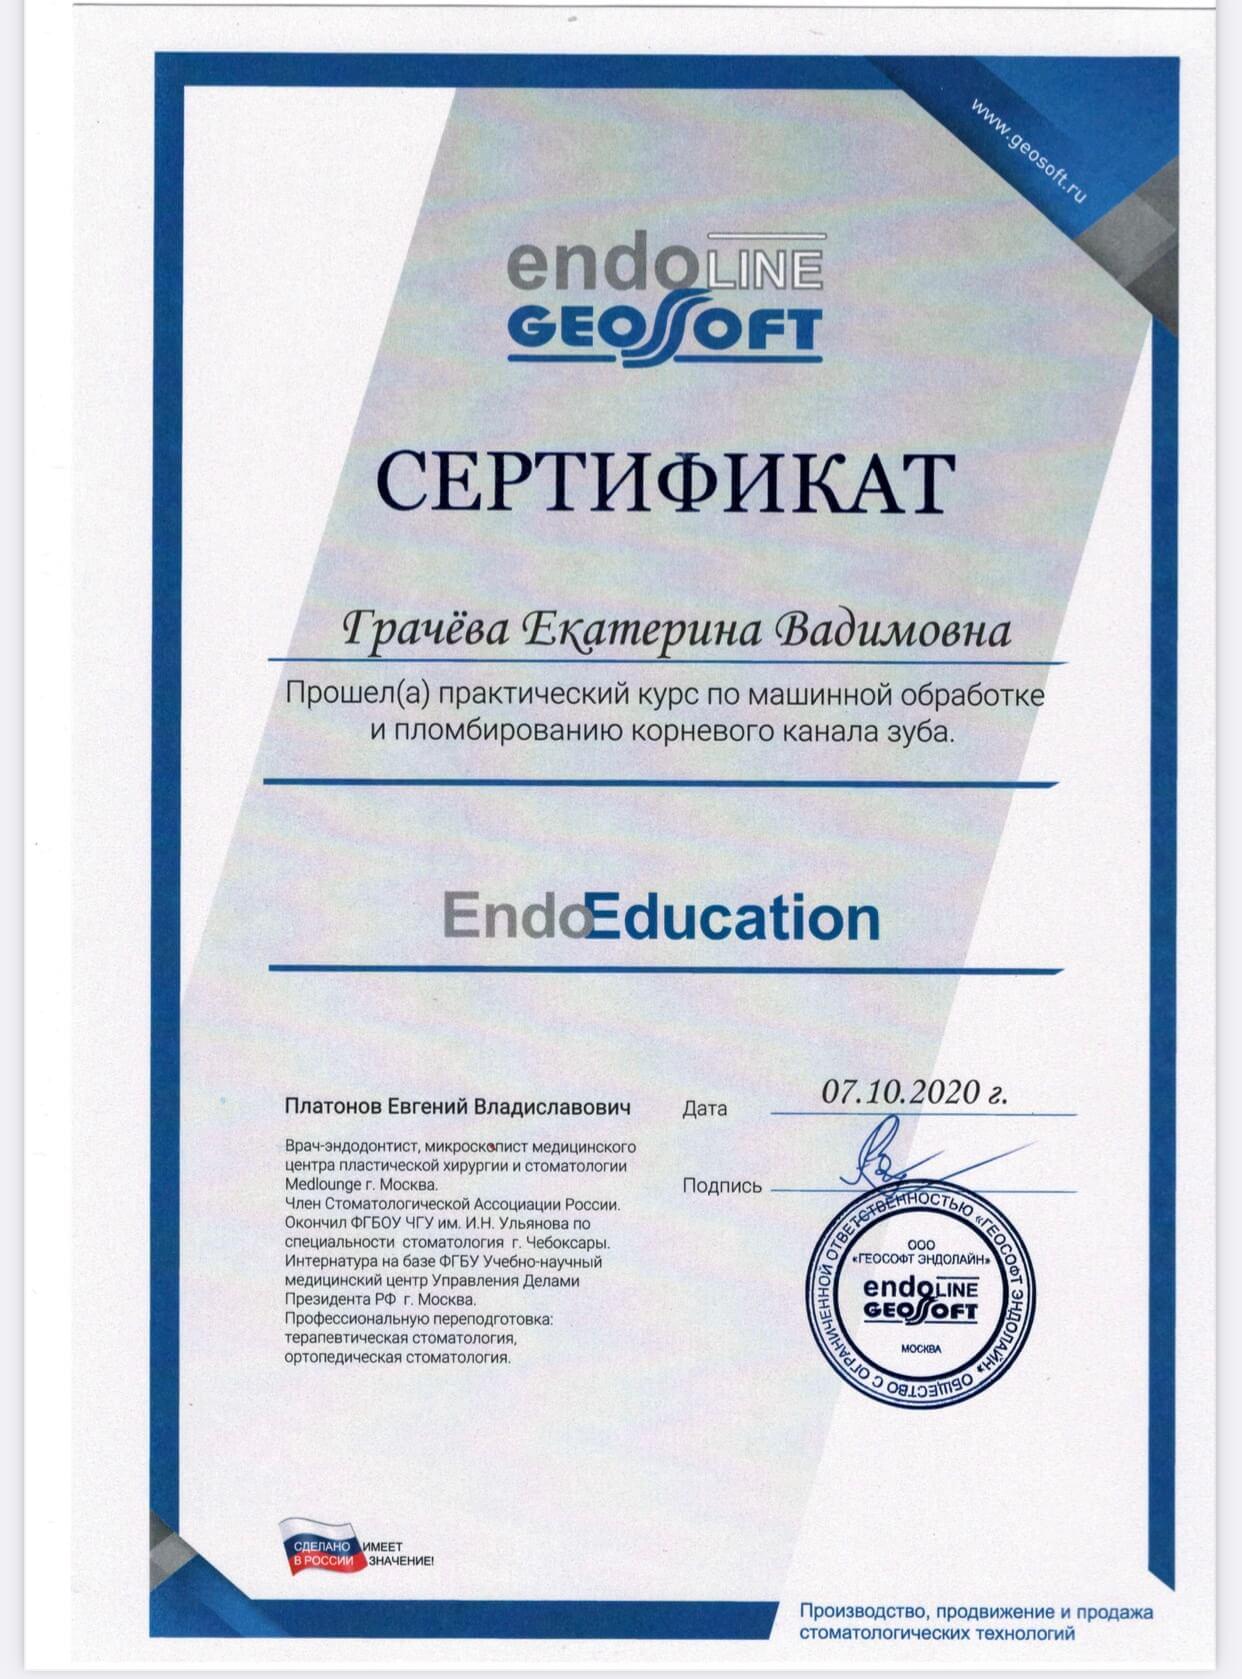 www.geosoft.ru
endoLINE
GEOSOFT
СЕРТИФИКАТ
Грачёва Екатерина Вадимовна
Прошел(а) практический курс по машинной обработке
и пломбированию корневого канала зуба.
EndoEducation
Платонов Евгений Владиславович
Врач-эндодонтист, микроскопист медицинского
центра пластической хирургии и стоматологии
Medlounge г. Москва.
Член Стоматологической Ассоциации России.
Окончил ФГБОУ ЧГУ им. И.Н. Ульянова по
специальности стоматология г. Чебоксары.
Интернатура на базе ФГБУ Учебно-научный
медицинский центр Управления Делами
Президента РФ г. Москва.
Профессиональную переподготовка:
терапевтическая стоматология,
ортопедическая стоматология.
Дата 07.10.2020 г.
Подпись
ОБЩЕСТВО С ОГРАНИЧЕННОЙ ОТВЕТСТВЕННОСТЬЮ «ГЕОСОФТ ЭНДОЛАЙН»
ООО
«ГЕОСОФТ ЭНДОЛАЙН»
endoLINE
GEOSOFT
МОСКВА
СДЕЛАНО ИМЕЕТ
В РОССИИ ЗНАЧЕНИЕ!
Производство, продвижение и продажа
стоматологических технологий